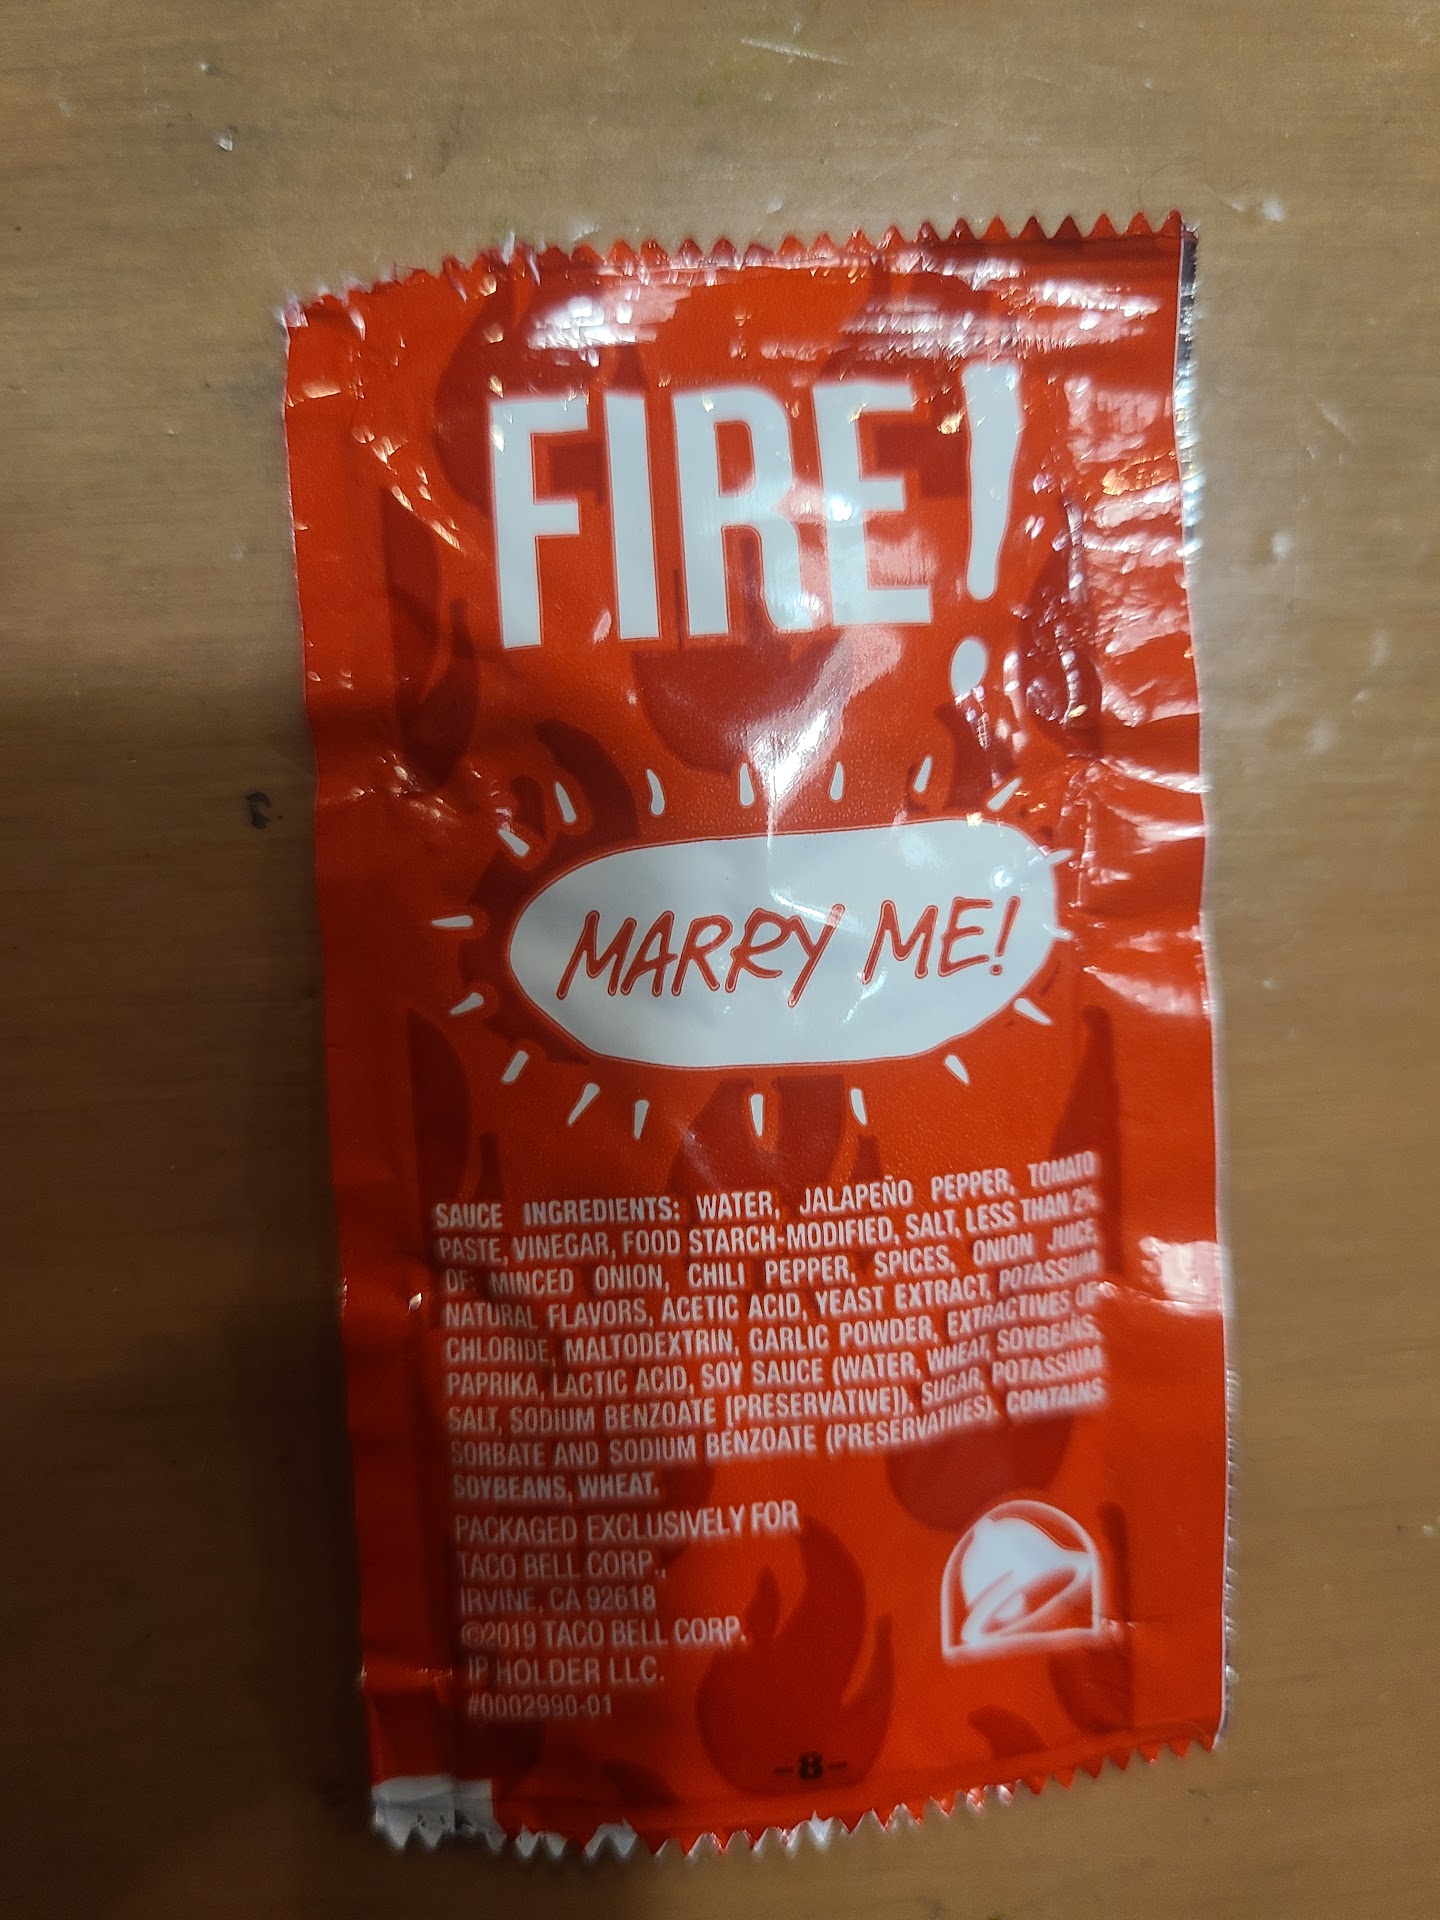 FIRE!
MARRY ME!
SAUCE INGREDIENTS: WATER, JALAPEÑO PEPPER, TOMATO
PASTE, VINEGAR, FOOD STARCH-MODIFIED, SALT, LESS THAN 2%
OF: MINCED ONION, CHILI PEPPER, SPICES, ONION JUICE,
NATURAL FLAVORS, ACETIC ACID, YEAST EXTRACT, POTASSIUM
CHLORIDE, MALTODEXTRIN, GARLIC POWDER, EXTRACTIVES OF
PAPRIKA, LACTIC ACID, SOY SAUCE (WATER, WHEAT, SOYBEANS,
SALT, SODIUM BENZOATE [PRESERVATIVE]), SUGAR, POTASSIUM
SORBATE AND SODIUM BENZOATE (PRESERVATIVES). CONTAINS
SOYBEANS, WHEAT.
PACKAGED EXCLUSIVELY FOR
TACO BELL CORP.,
IRVINE, CA 92618
©2019 TACO BELL CORP.
IP HOLDER LLC.
#0002990-01
-8-